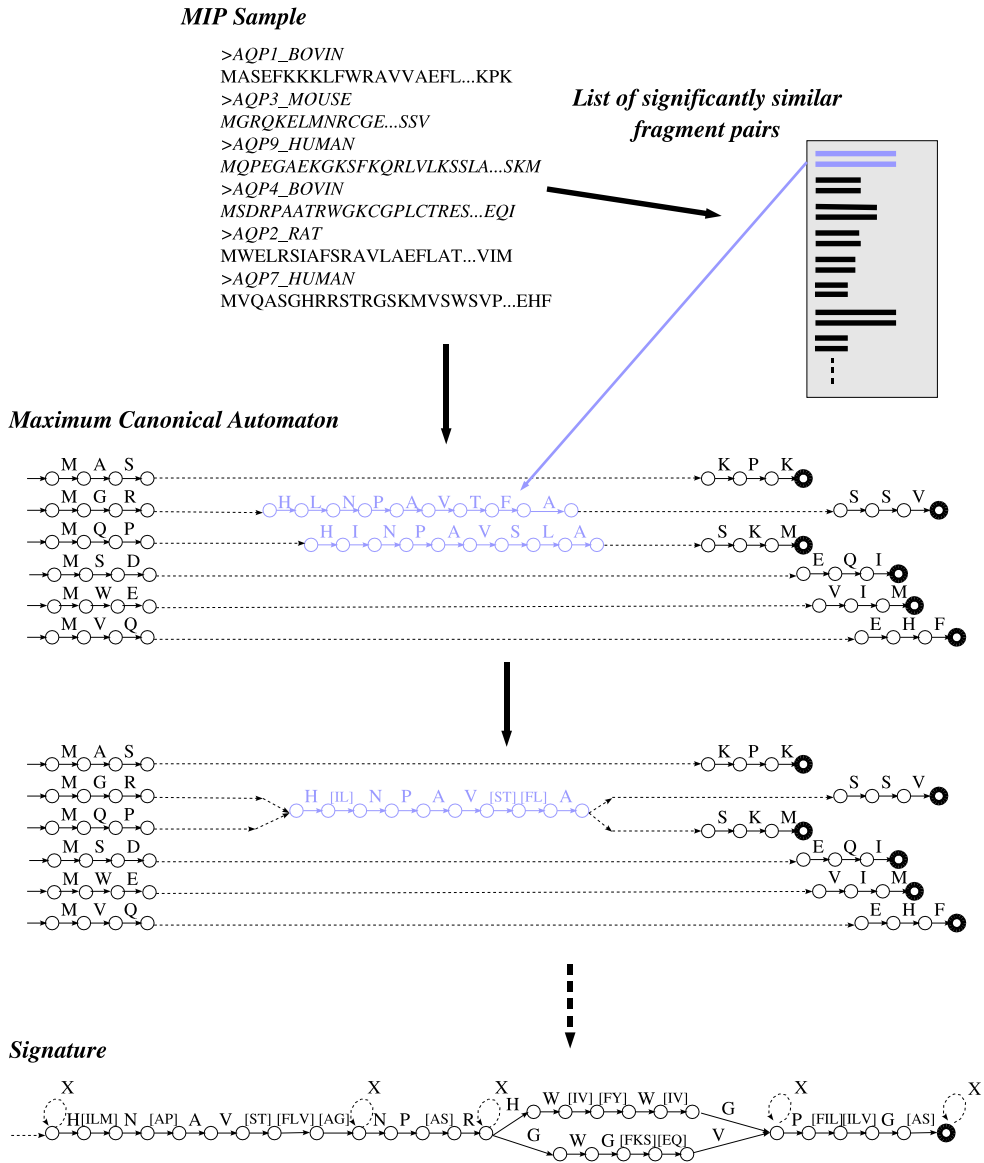 MIP Sample
>AQP1_BOVIN
MASEFKKKLFWRAVVAEFL...KPK
>AQP3_MOUSE
MGRQKELMNRCGE...SSV
>AQP9_HUMAN
MQPEGAEKGKSFKQRLVLKSSLA...SKM
>AQP4_BOVIN
MSDRPAATRWGKCGPLCTRES...EQI
>AQP2_RAT
MWELRSIAFSRAVLAEFLAT...VIM
>AQP7_HUMAN
MVQASGHRRSTRGSKMVSWSVP...EHF
List of significantly similar
fragment pairs
Maximum Canonical Automaton
M A S K P K
M G R H L N P A V T F A S S V
M Q P H I N P A V S L A S K M
M S D E Q I
M W E V I M
M V Q E H F
M A S K P K
M G R H [IL] N P A V [ST] [FL] A S S V
M Q P S K M
M S D E Q I
M W E V I M
M V Q E H F
Signature
X X X X X
H [ILM] N [AP] A V [ST] [FLV] [AG] N P [AS] R H W [IV] [FY] W [IV] G P [FIL] [ILV] G [AS]
G W G [FKS] [EQ] V